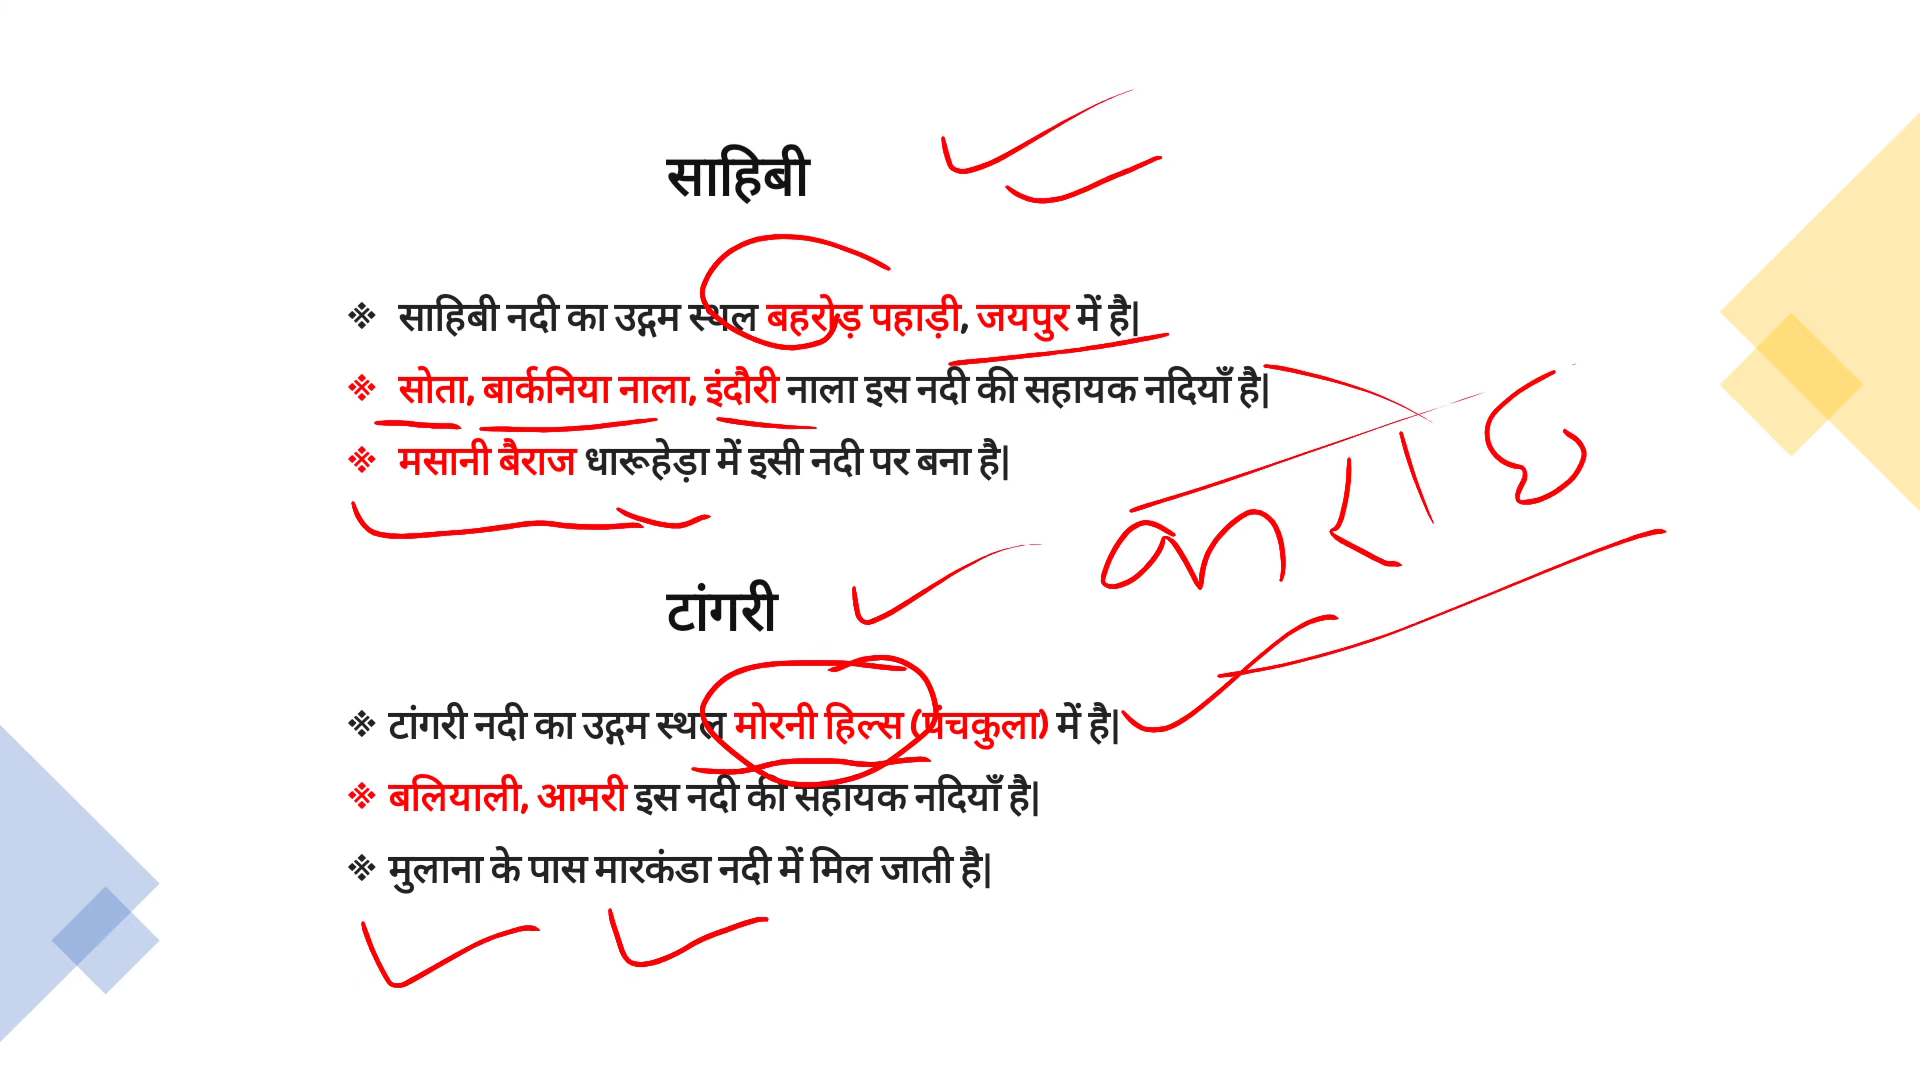 साहिबी
साहिबी नदी का उद्गम स्थल बहरोड़ पहाड़ी, जयपुर में है|
सोता, बार्कनिया नाला, इंदौरी नाला इस नदी की सहायक नदियाँ है|
मसानी बैराज धारूहेड़ा में इसी नदी पर बना है|
टांगरी
टांगरी नदी का उद्गम स्थल मोरनी हिल्स (पंचकुला) में है|
बलियाली, आमरी इस नदी की सहायक नदियाँ है|
मुलाना के पास मारकंडा नदी में मिल जाती है|